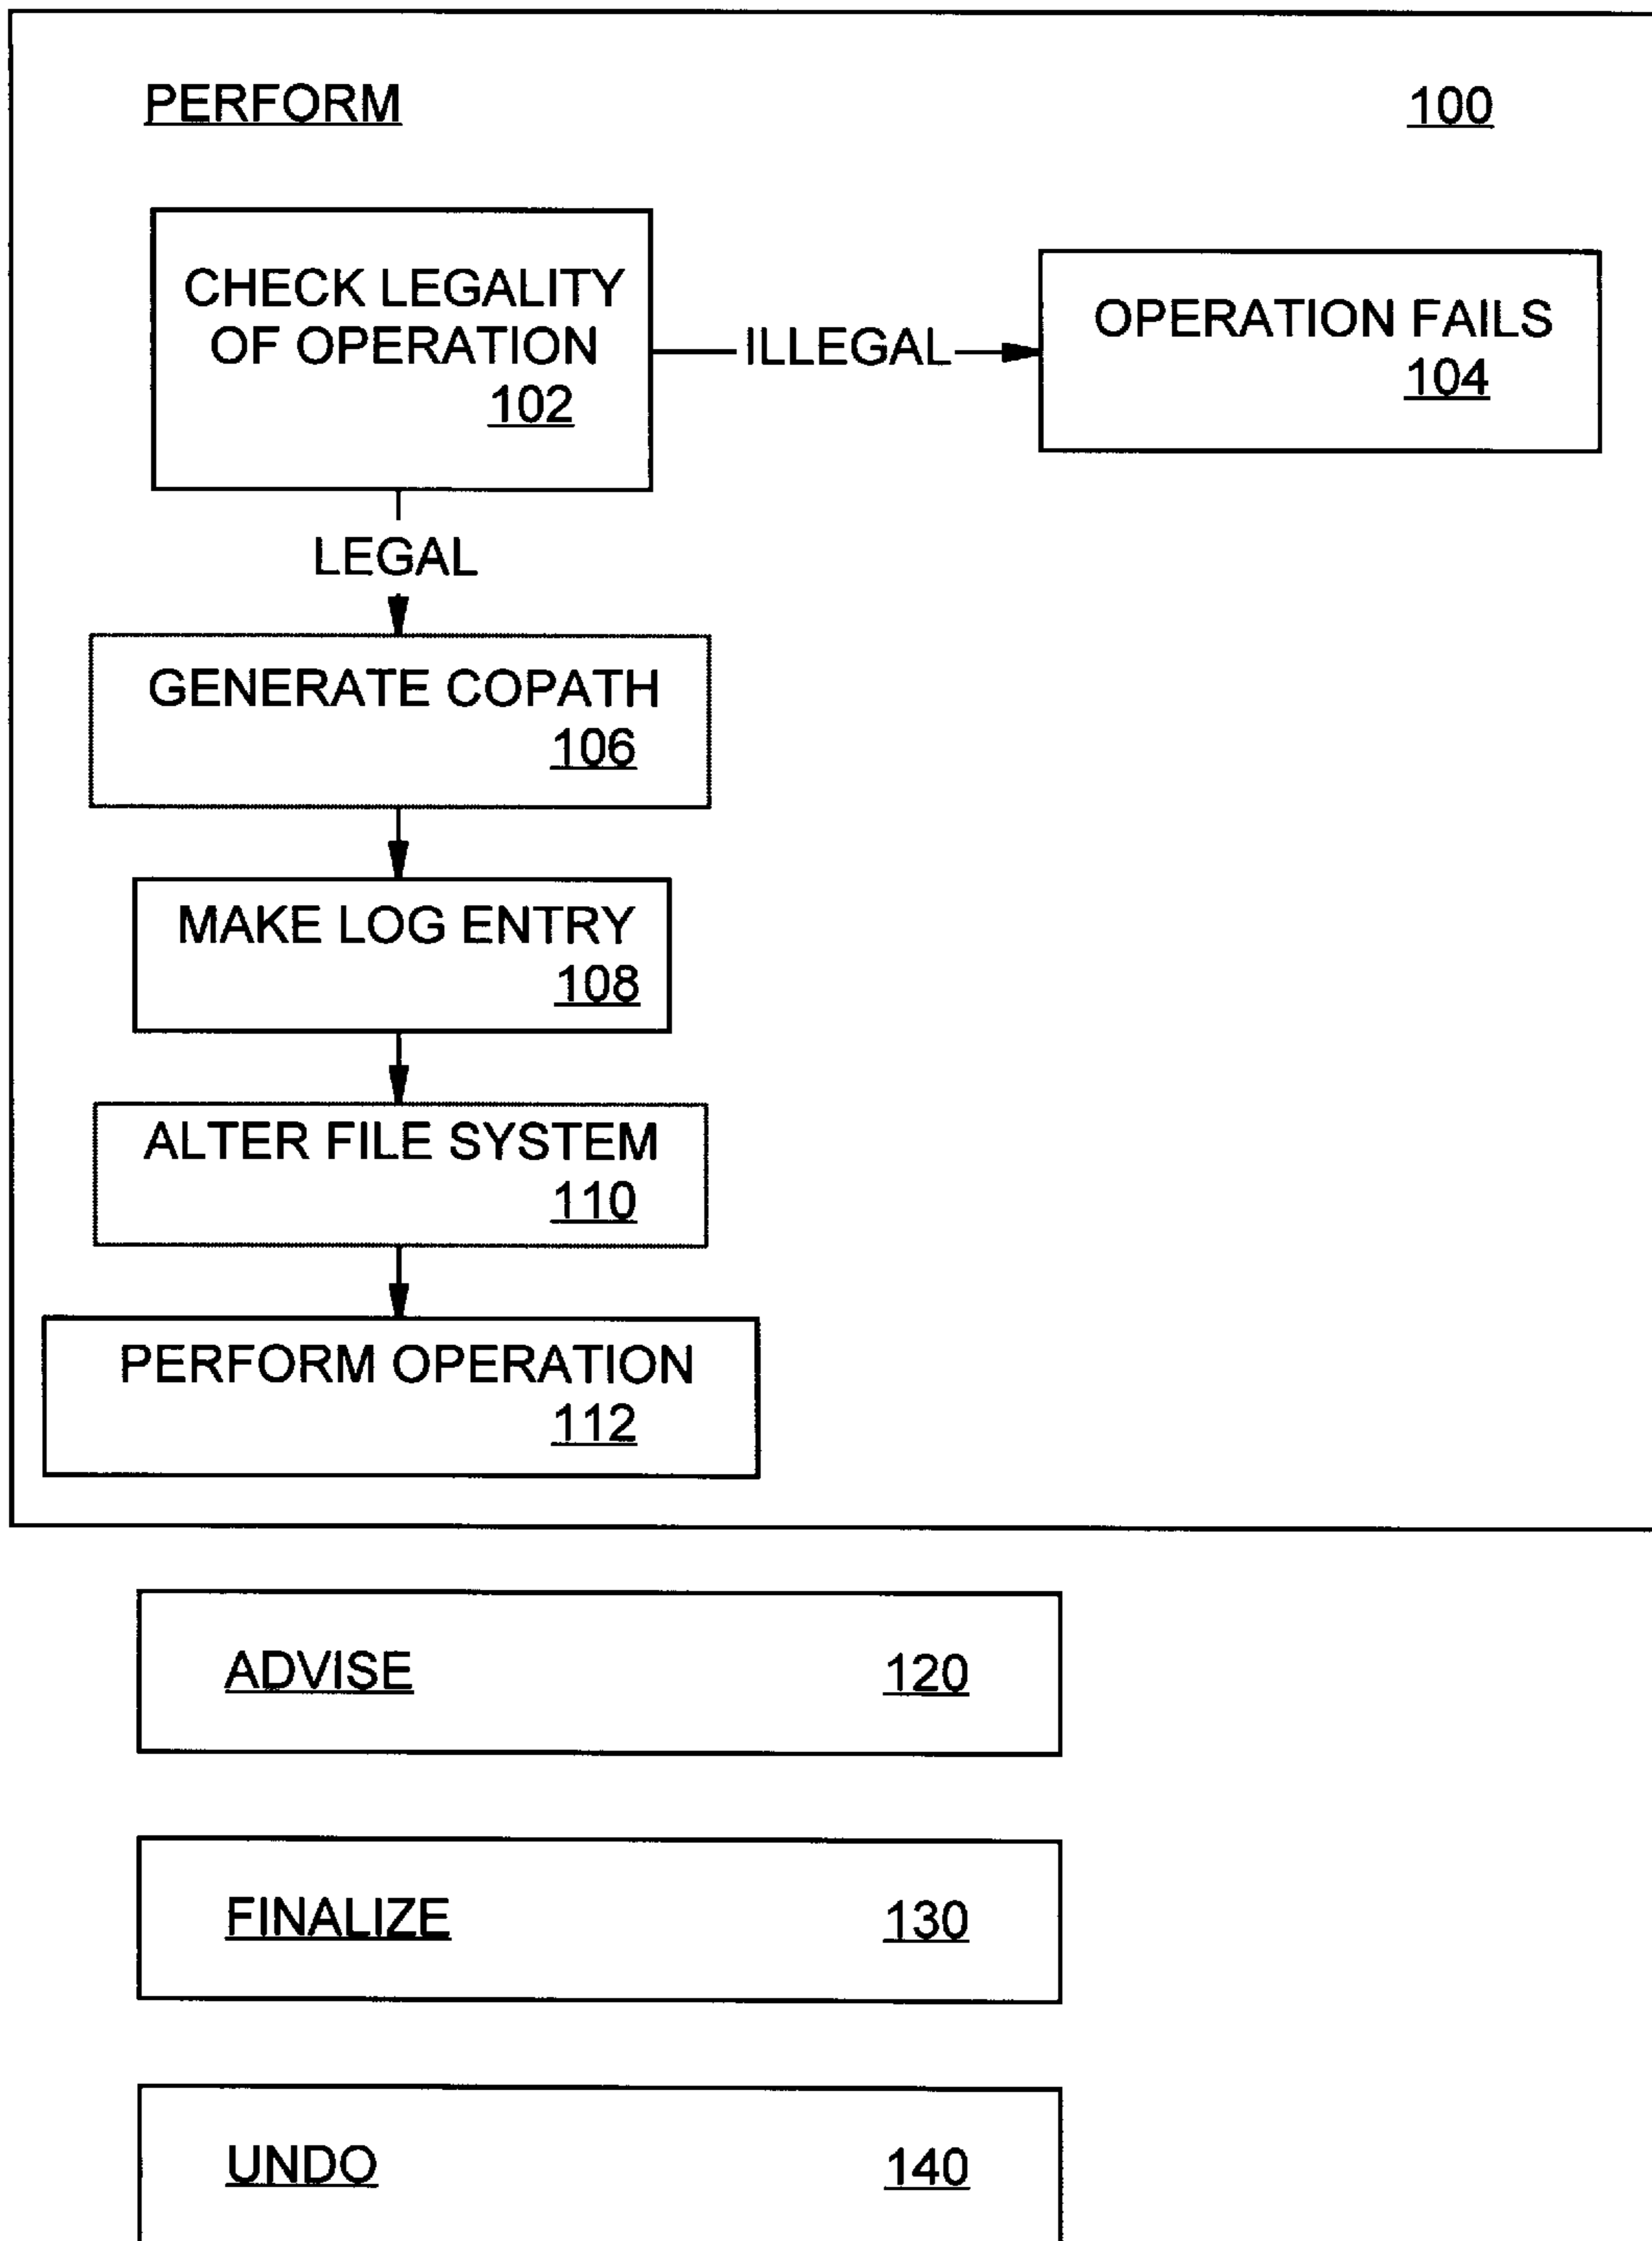 PERFORM 100
CHECK LEGALITY
OF OPERATION
102
ILLEGAL
OPERATION FAILS
104
LEGAL
GENERATE COPATH
106
MAKE LOG ENTRY
108
ALTER FILE SYSTEM
110
PERFORM OPERATION
112
ADVISE 120
FINALIZE 130
UNDO 140